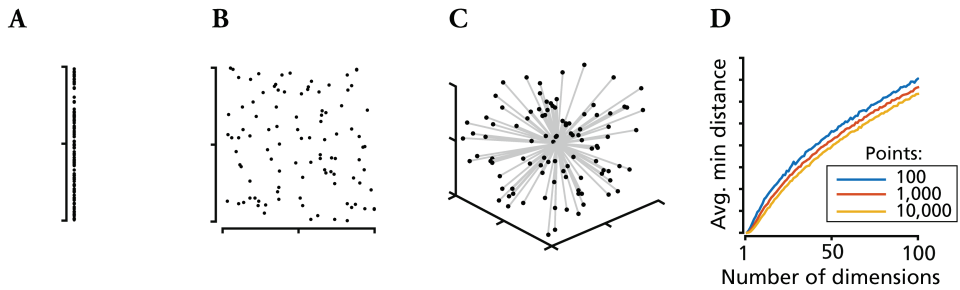 A
B
C
D
Avg. min distance
Points:
100
1,000
10,000
1
50
100
Number of dimensions